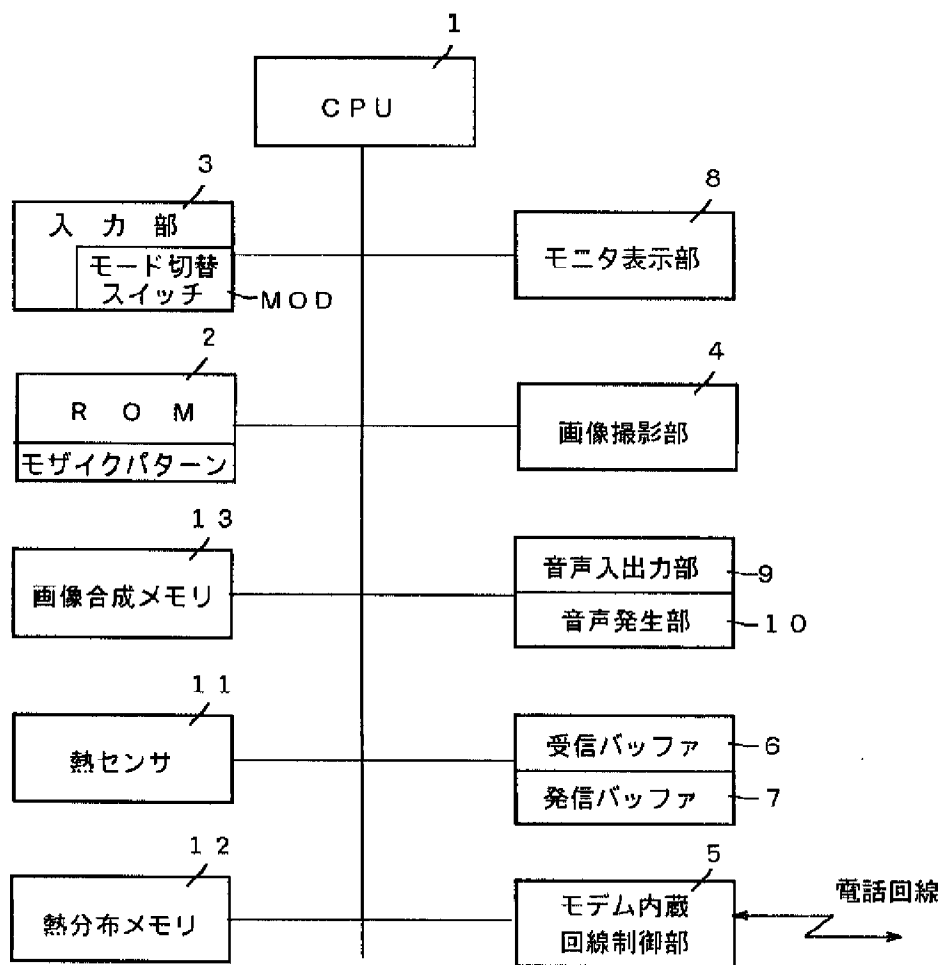 1
CPU
3
入力部
モード切替
スイッチ
MOD
8
モニタ表示部
2
ROM
モザイクパターン
4
画像撮影部
13
画像合成メモリ
音声入出力部
9
音声発生部
10
11
熱センサ
受信バッファ
6
発信バッファ
7
12
熱分布メモリ
5
モデム内蔵
回線制御部
電話回線